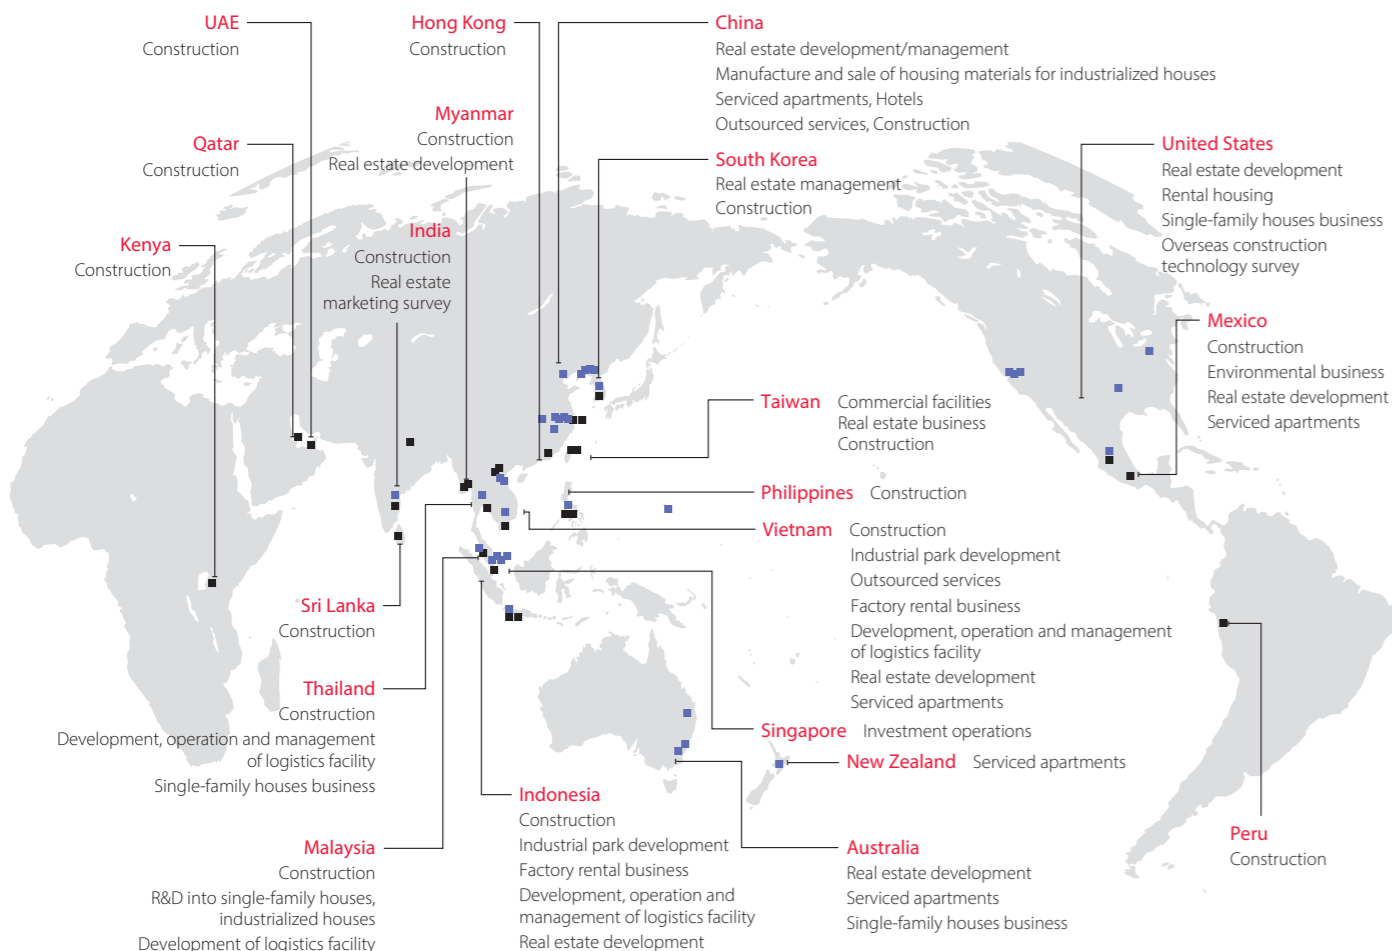 UAE
Construction
Hong Kong
Construction
China
Real estate development/management
Manufacture and sale of housing materials for industrialized houses
Serviced apartments, Hotels
Outsourced services, Construction
Myanmar
Construction
Real estate development
Qatar
Construction
South Korea
Real estate management
Construction
United States
Real estate development
Rental housing
Single-family houses business
Overseas construction
technology survey
Kenya
Construction
India
Construction
Real estate
marketing survey
Mexico
Construction
Environmental business
Real estate development
Serviced apartments
Taiwan Commercial facilities
Real estate business
Construction
Philippines Construction
Vietnam Construction
Industrial park development
Outsourced services
Factory rental business
Development, operation and management
of logistics facility
Real estate development
Serviced apartments
Sri Lanka
Construction
Thailand
Construction
Development, operation and management
of logistics facility
Single-family houses business
Singapore Investment operations
New Zealand Serviced apartments
Malaysia
Construction
R&D into single-family houses,
industrialized houses
Development of logistics facility
Indonesia
Construction
Industrial park development
Factory rental business
Development, operation and
management of logistics facility
Real estate development
Australia
Real estate development
Serviced apartments
Single-family houses business
Peru
Construction